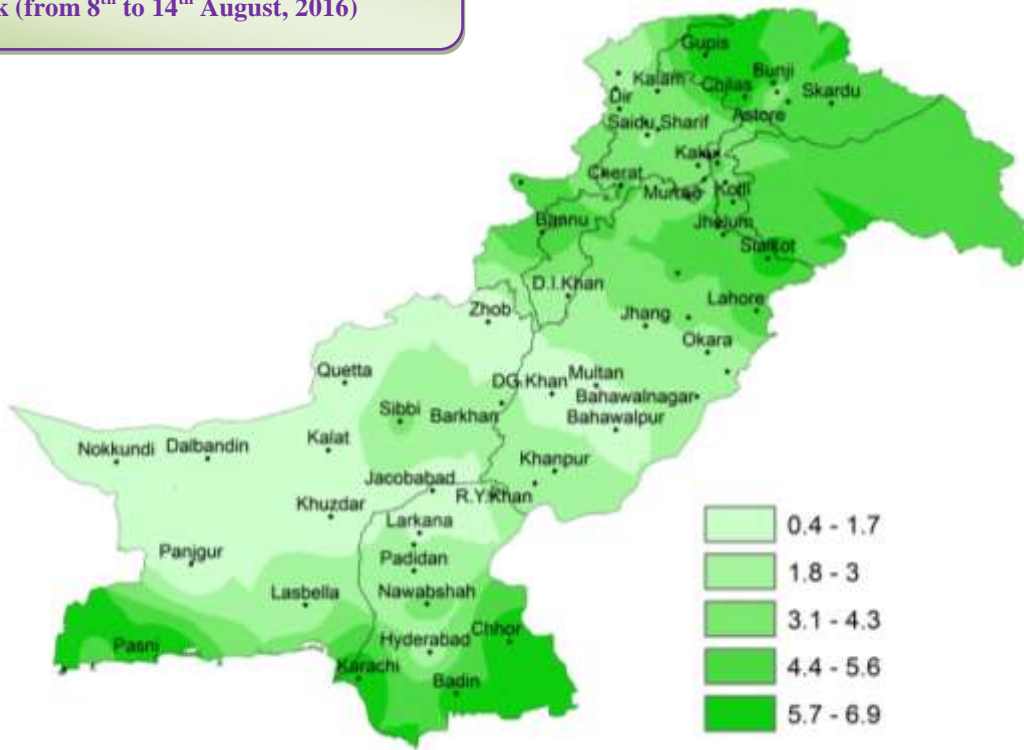 k (from 8th to 14th August, 2016)
Gupis
Bunji
Kalam
Chilas
Skardu
Dir
Astore
Saidu Sharif
Cherat
Kotli
Bannu
Jhelum
Sialkot
D.I.Khan
Zhob
Lahore
Jhang
Okara
Quetta
DG Khan
Multan
Bahawalnagar
Sibbi
Barkhan
Bahawalpur
Nokkundi
Dalbandin
Kalat
Khanpur
Jacobabad
R.Y.Khan
Khuzdar
Larkana
0.4 - 1.7
Panjgur
Padidan
1.8 - 3
Lasbella
Nawabshah
3.1 - 4.3
Pasni
Hyderabad
Chhor
Karachi
4.4 - 5.6
Badin
5.7 - 6.9